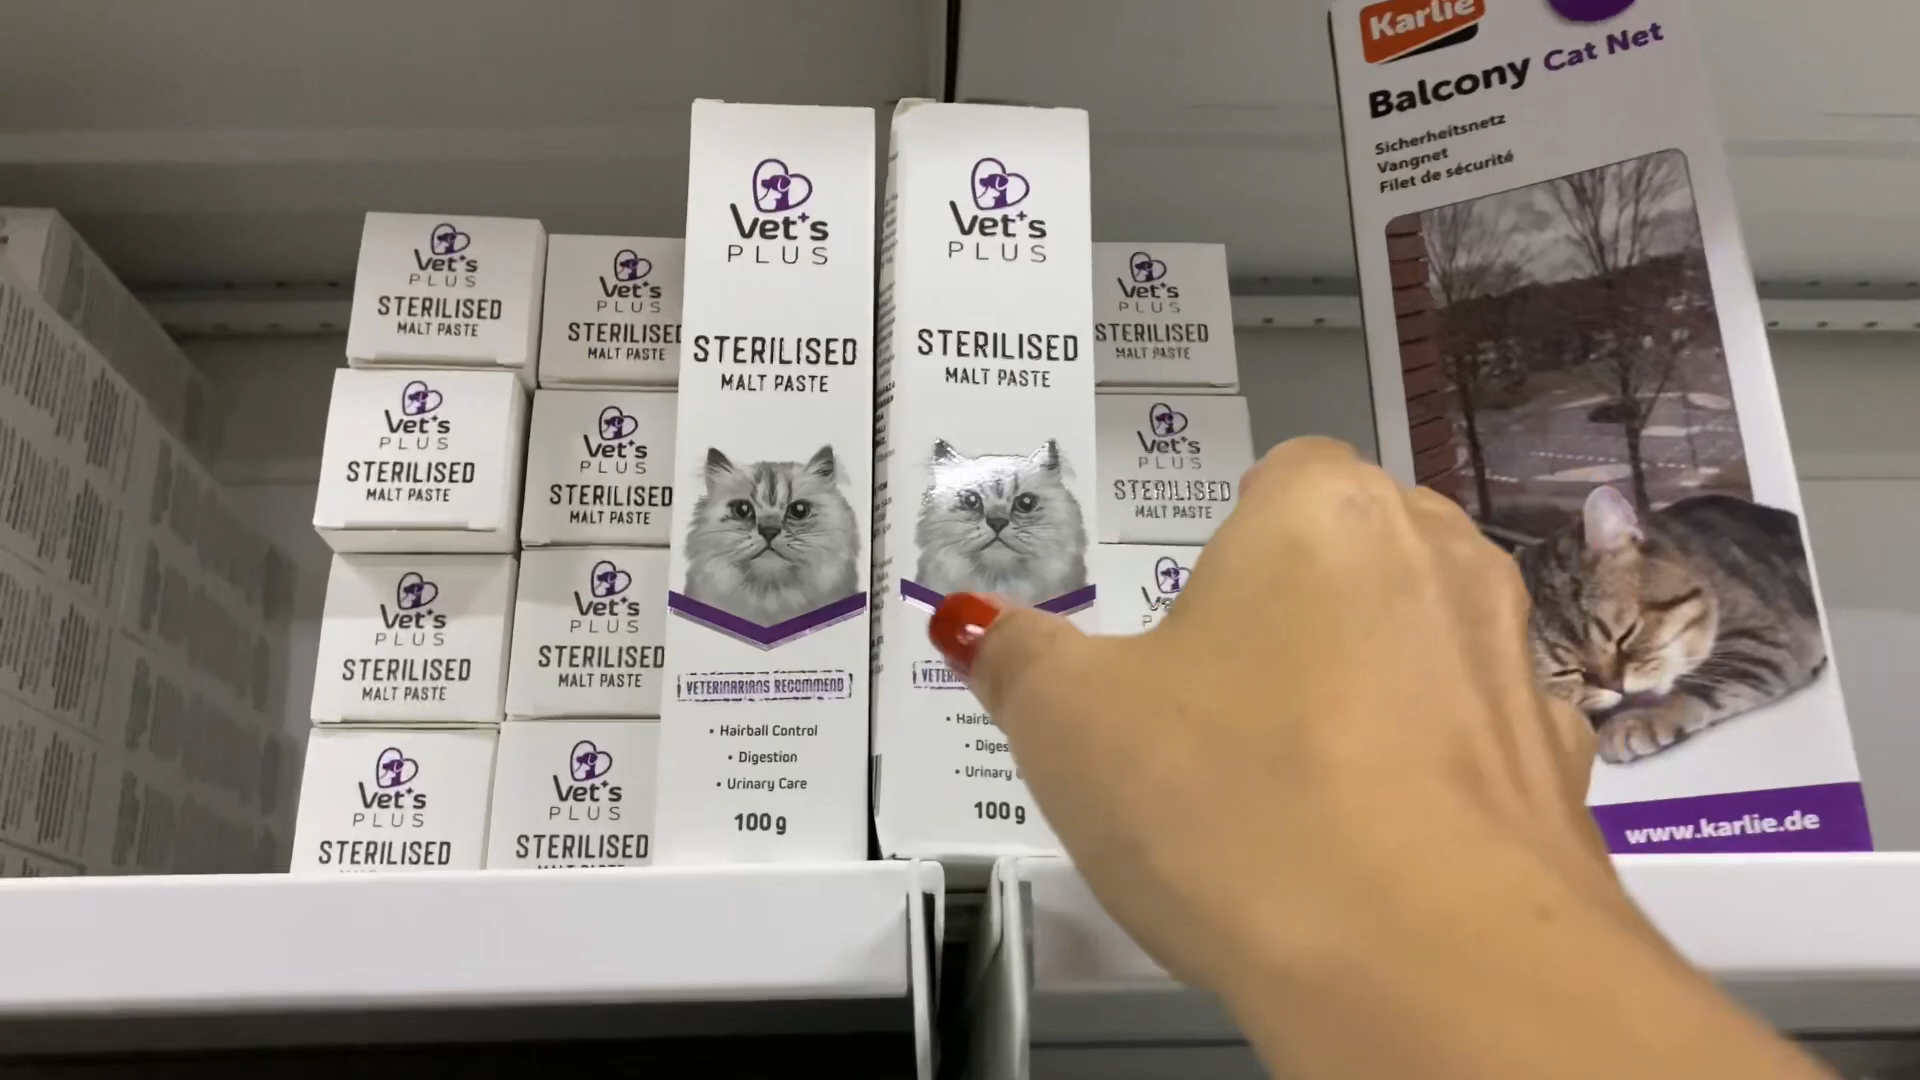 Vet's
PLUS
STERILISED
MALT PASTE
Vet's
PLUS
STERILISED
MALT PASTE
Vet's
PLUS
STERILISED
MALT PASTE
Vet's
PLUS
STERILISED
Vet's
PLUS
STERILISED
MALT PASTE
Vet's
PLUS
STERILISED
MALT PASTE
Vet's
PLUS
STERILISED
MALT PASTE
Vet's
PLUS
STERILISED
Vet's
PLUS
STERILISED
MALT PASTE
VETERINARIANS RECOMMEND
• Hairball Control
• Digestion
• Urinary Care
100 g
Vet's
PLUS
STERILISED
MALT PASTE
• Urinary
100 g
Vet's
PLUS
STERILISED
MALT PASTE
Vet's
PLUS
STERILISED
MALT PASTE
Karlie
Balcony Cat Net
Sicherheitsnetz
Vangnet
Filet de sécurité
www.karlie.de